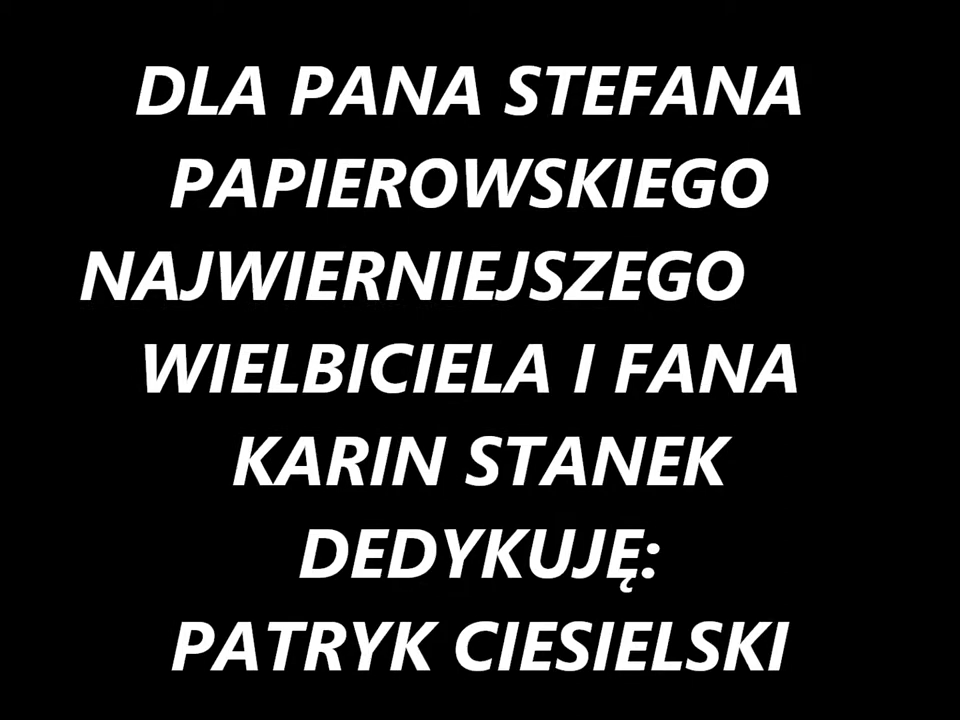 DLA PANA STEFANA
PAPIEROWSKIEGO
NAJWIERNIEJSZEGO
WIELBICIELA I FANA
KARIN STANEK
DEDYKUJĘ:
PATRYK CIESIELSKI